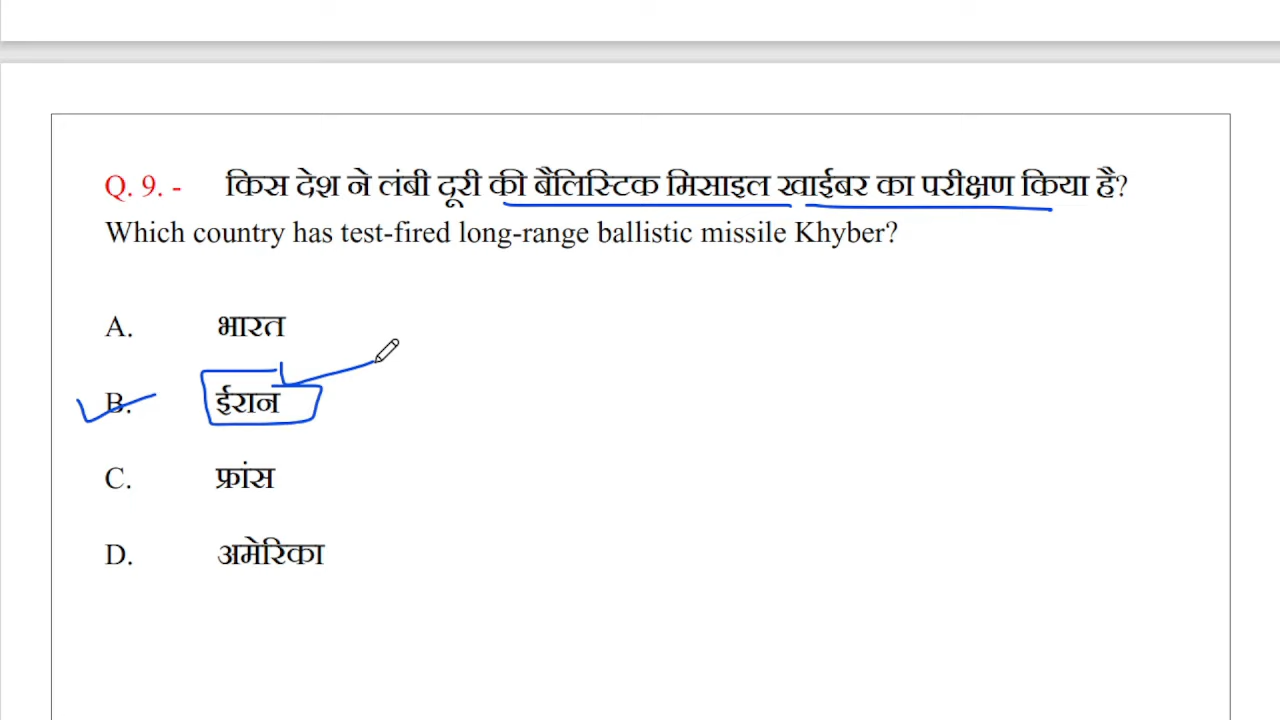 Q. 9. - किस देश ने लंबी दूरी की बैलिस्टिक मिसाइल खाईबर का परीक्षण किया है?
Which country has test-fired long-range ballistic missile Khyber?
A. भारत
B. ईरान
C. फ्रांस
D. अमेरिका